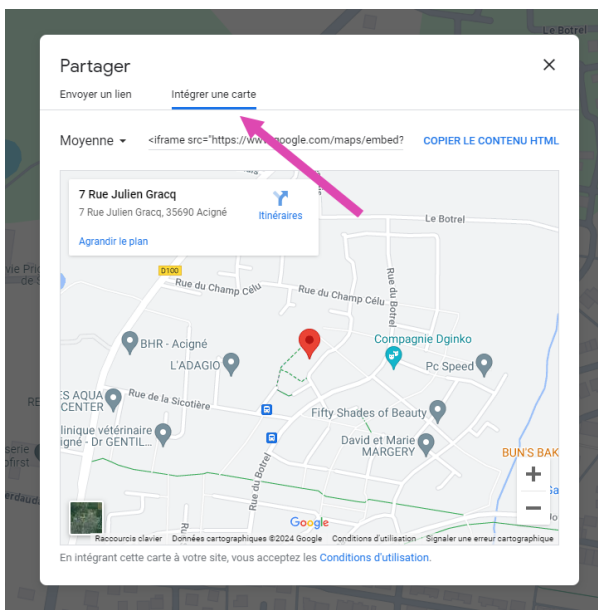 Le Botrel
Partager
Envoyer un lien
Intégrer une carte
Moyenne
<iframe src="https://www.google.com/maps/embed?
COPIER LE CONTENU HTML
7 Rue Julien Gracq
7 Rue Julien Gracq, 35690 Acigné
Itinéraires
Agrandir le plan
Le Botrel
D100
Rue du Champ Célu
Rue du Champ Célu
Rue du Botrel
BHR - Acigné
L'ADAGIO
Compagnie Dginko
Pc Speed
ES AQUA
CENTER
Rue de la Sicotière
Fifty Shades of Beauty
linique vétérinaire
igné - Dr GENTIL...
David et Marie
MARGERY
BUN'S BAK
Rue du Botrel
Google
Raccourcis clavier
Données cartographiques ©2024 Google
Conditions d'utilisation
Signaler une erreur cartographique
En intégrant cette carte à votre site, vous acceptez les Conditions d'utilisation.